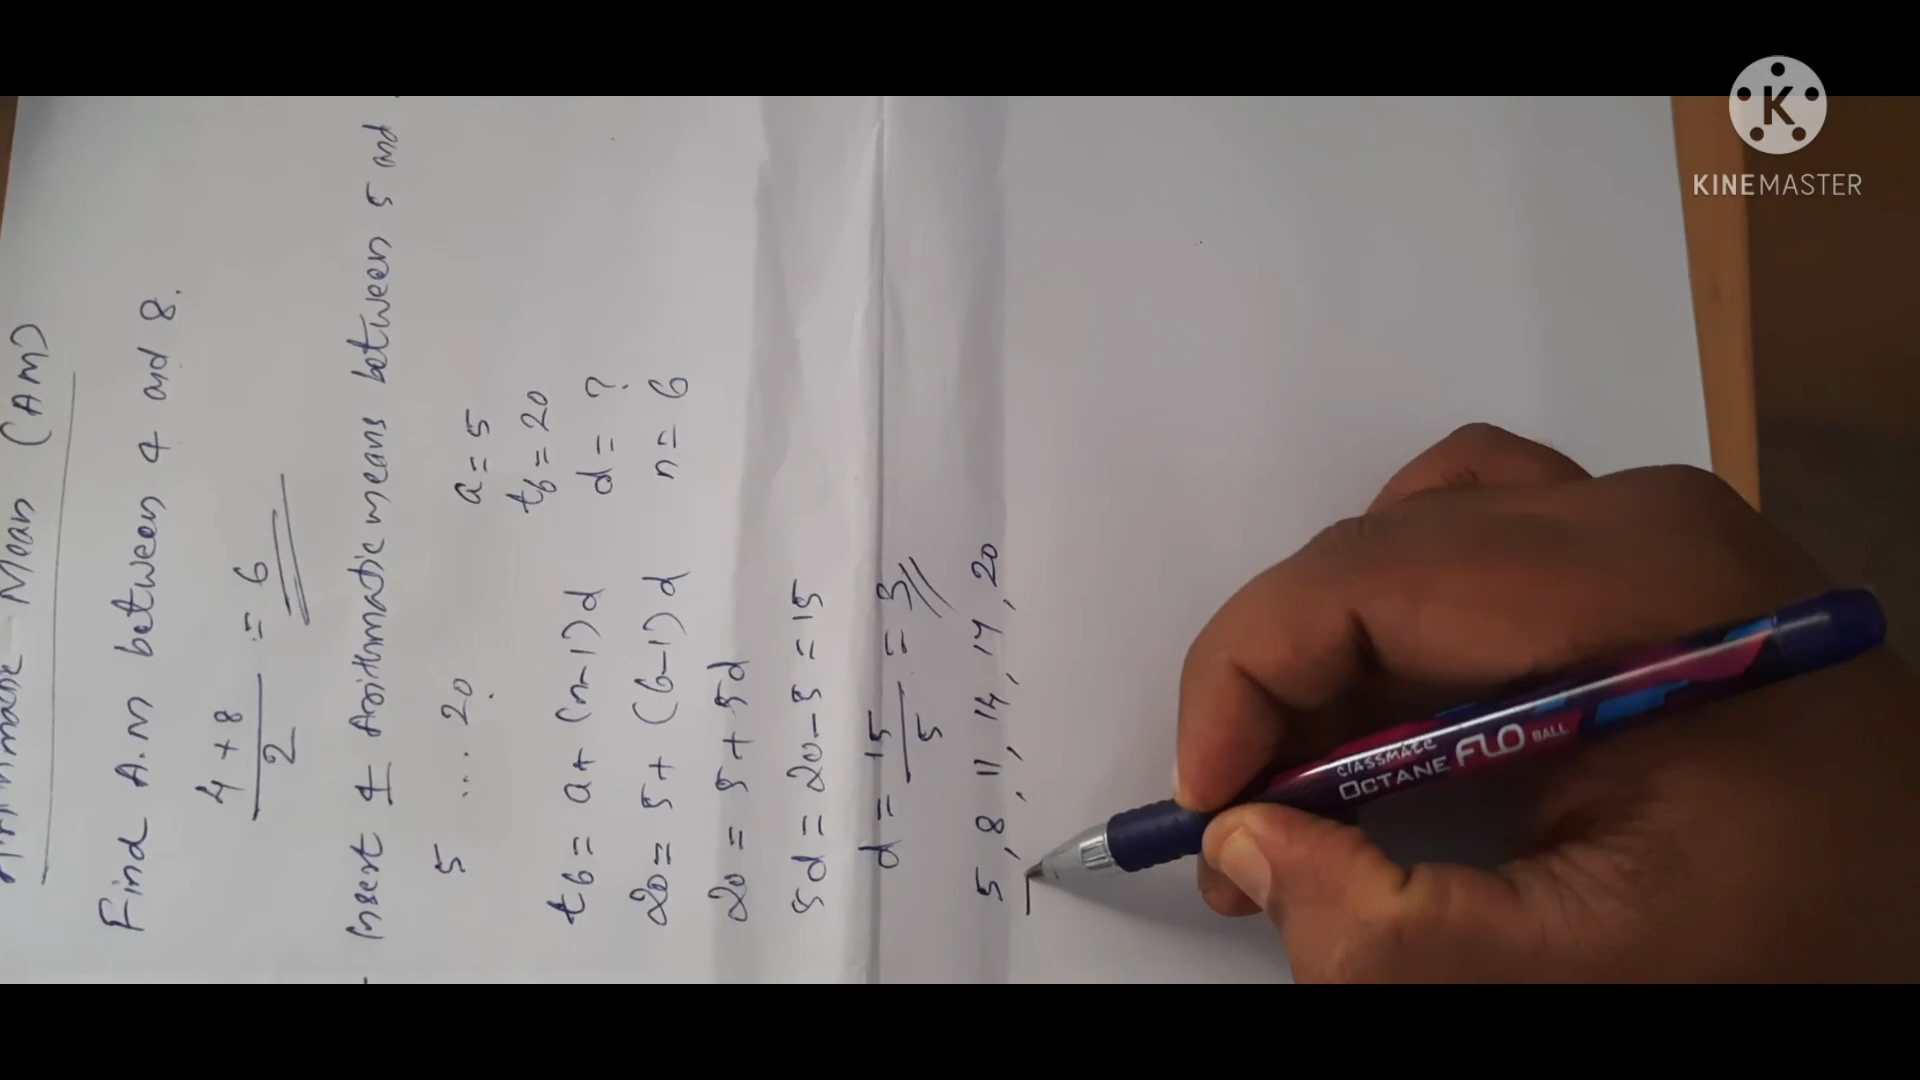 Mean (AM)
Find A.M between 4 and 8.
4 + 8
2
= 6
Insert 4 Arithmatic means between 5 and
5 ... 20.
a = 5
t6 = 20
d = ?
n = 6
t6 = a + (n-1) d
20 = 5 + (6-1) d
20 = 5 + 5d
5d = 20 - 5 = 15
d = 15
5
= 3
5, 8, 11, 14, 17, 20
CLASSMATE
OCTANE FLO BALL
K
KINEMASTER